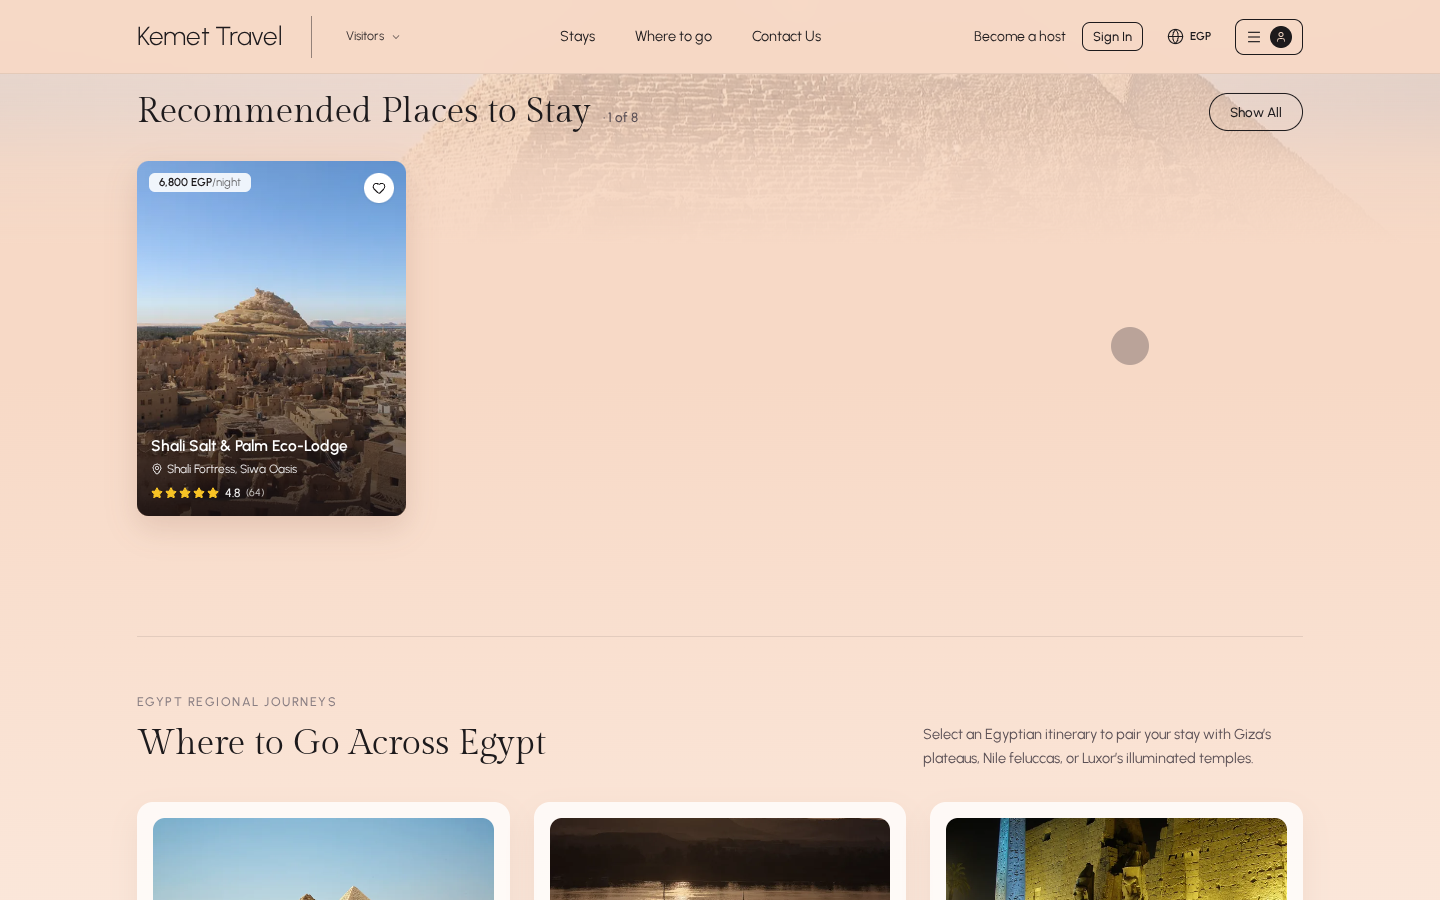 Kemet Travel
Visitors
Stays
Where to go
Contact Us
Become a host
Sign In
EGP
Recommended Places to Stay
1 of 8
Show All
6,800 EGP/night
Shali Salt & Palm Eco-Lodge
Shali Fortress, Siwa Oasis
4.8 (64)
EGYPT REGIONAL JOURNEYS
Where to Go Across Egypt
Select an Egyptian itinerary to pair your stay with Giza's
plateaus, Nile feluccas, or Luxor's illuminated temples.